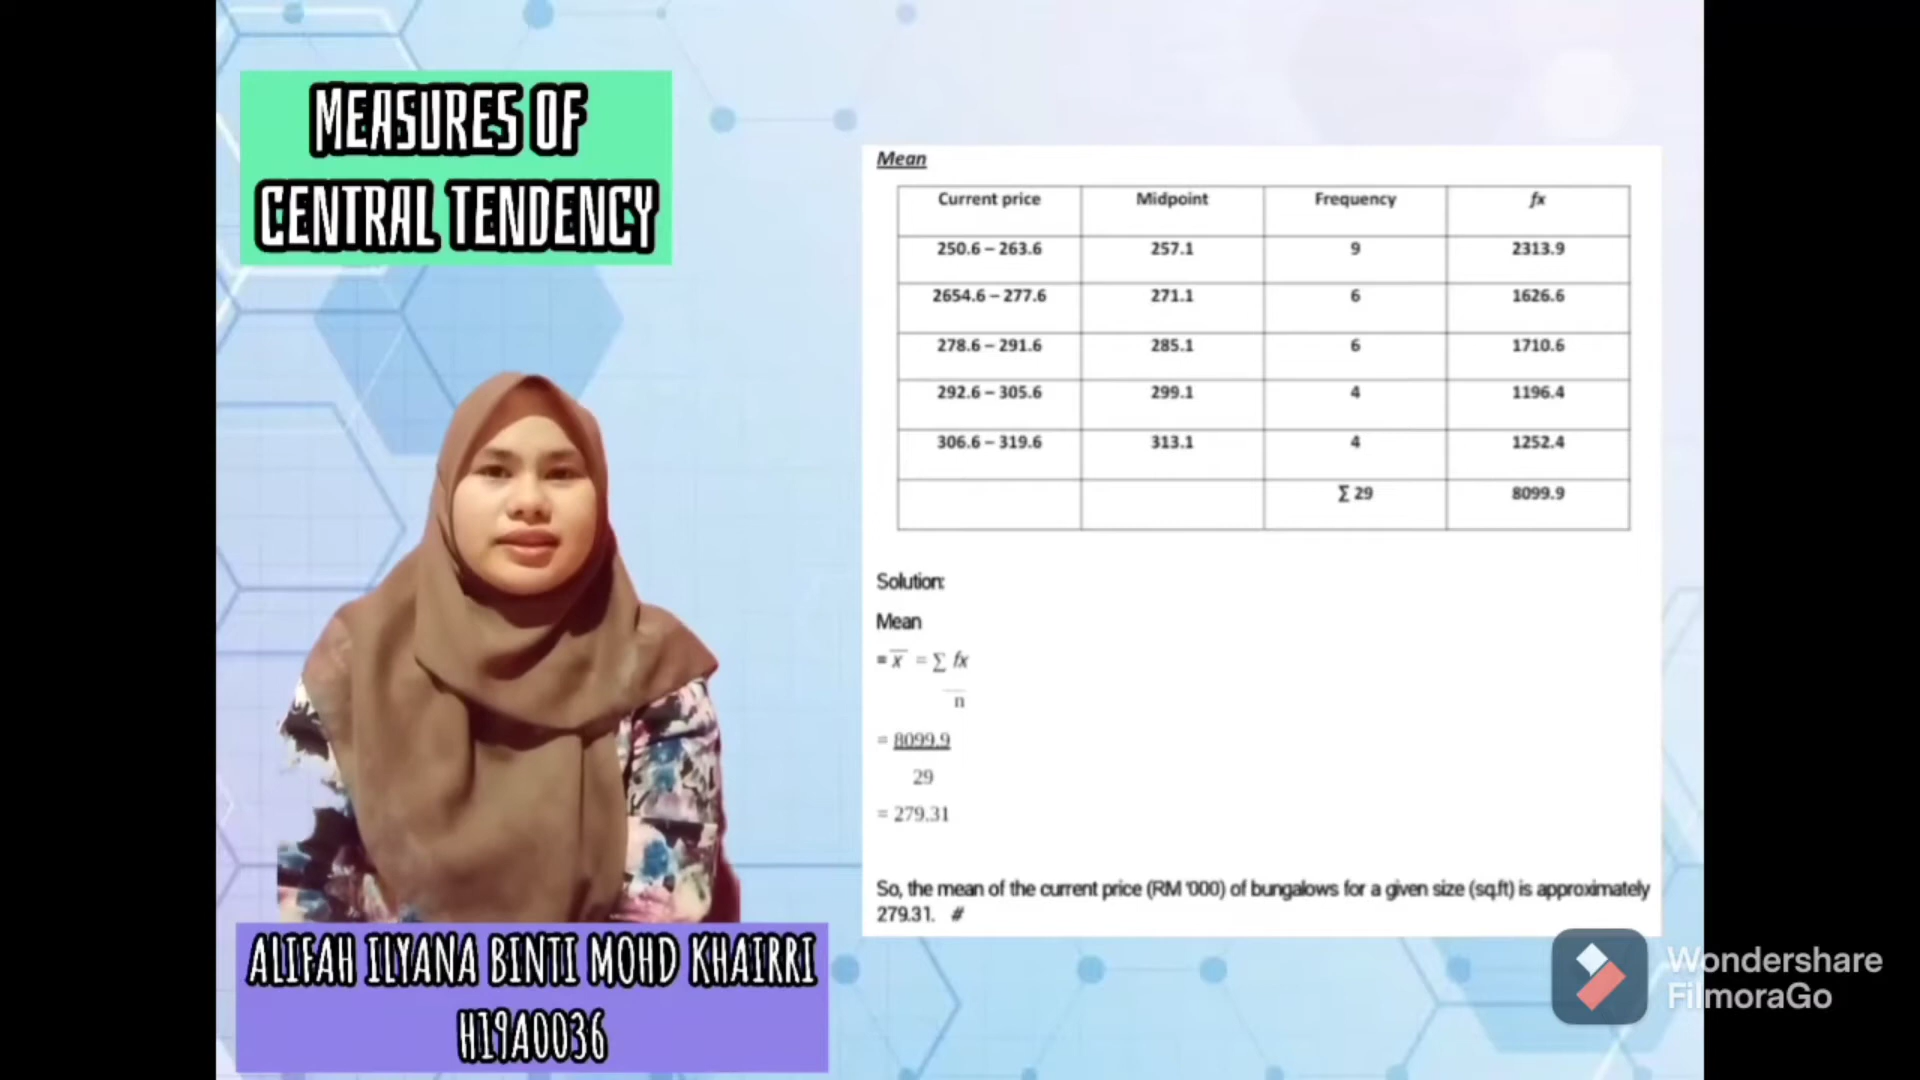 MEASURES OF
CENTRAL TENDENCY
Mean
Current price Midpoint Frequency fx
250.6 – 263.6 257.1 9 2313.9
2654.6 – 277.6 271.1 6 1626.6
278.6 – 291.6 285.1 6 1710.6
292.6 – 305.6 299.1 4 1196.4
306.6 – 319.6 313.1 4 1252.4
∑ 29 8099.9
Solution:
Mean
= x̅ = ∑ fx
n
= 8099.9
29
= 279.31
So, the mean of the current price (RM '000) of bungalows for a given size (sq.ft) is approximately
279.31. #
ALIFAH ILYANA BINTI MOHD KHAIRRI
H19A0036
Wondershare
FilmoraGo